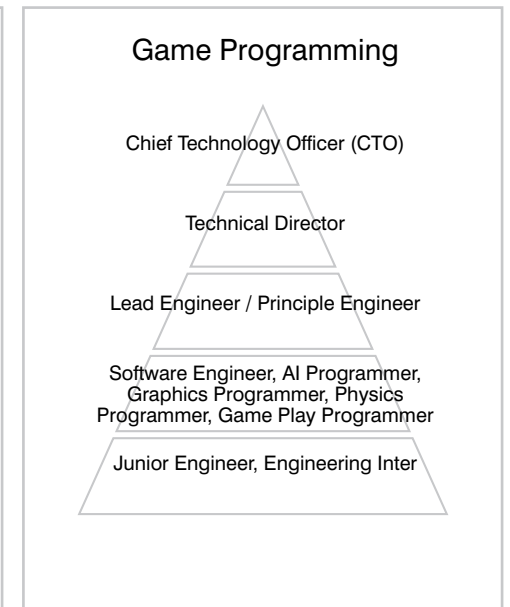 Game Programming
Chief Technology Officer (CTO)
Technical Director
Lead Engineer / Principle Engineer
Software Engineer, AI Programmer,
Graphics Programmer, Physics
Programmer, Game Play Programmer
Junior Engineer, Engineering Inter